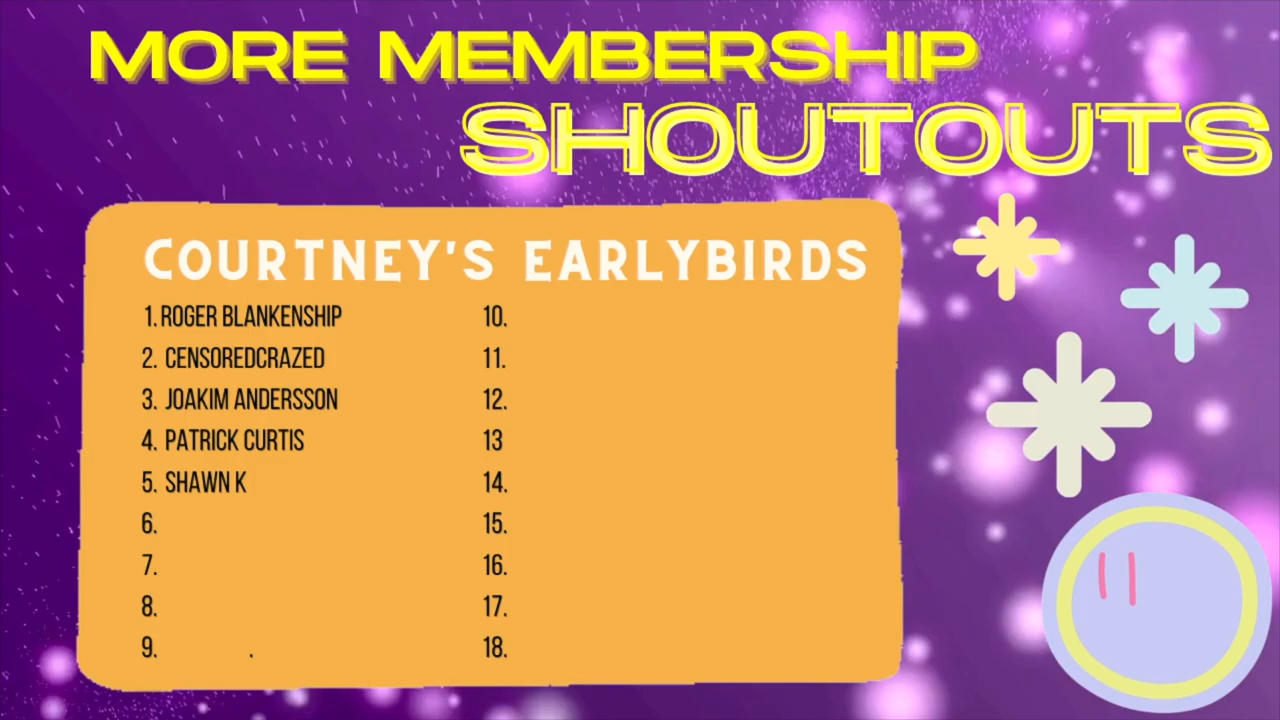 MORE MEMBERSHIP
SHOUTOUTS
COURTNEY'S EARLYBIRDS
1. ROGER BLANKENSHIP
2. CENSOREDCRAZED
3. JOAKIM ANDERSSON
4. PATRICK CURTIS
5. SHAWN K
6.
7.
8.
9. .
10.
11.
12.
13
14.
15.
16.
17.
18.